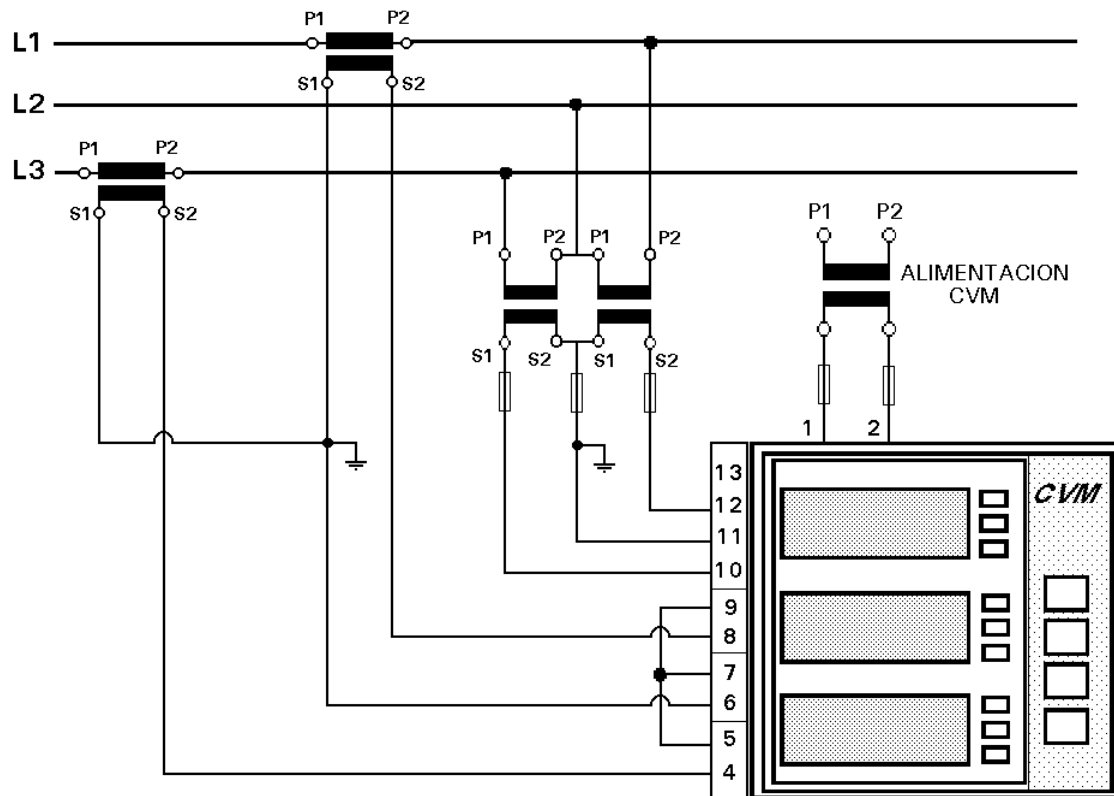 P1 P2
L1
S1 S2
L2
P1 P2
L3
S1 S2
P1 P2
P1 P2 P1 P2
ALIMENTACION
CVM
S1 S2 S1 S2
1 2
13
CVM
12
11
10
9
8
7
6
5
4